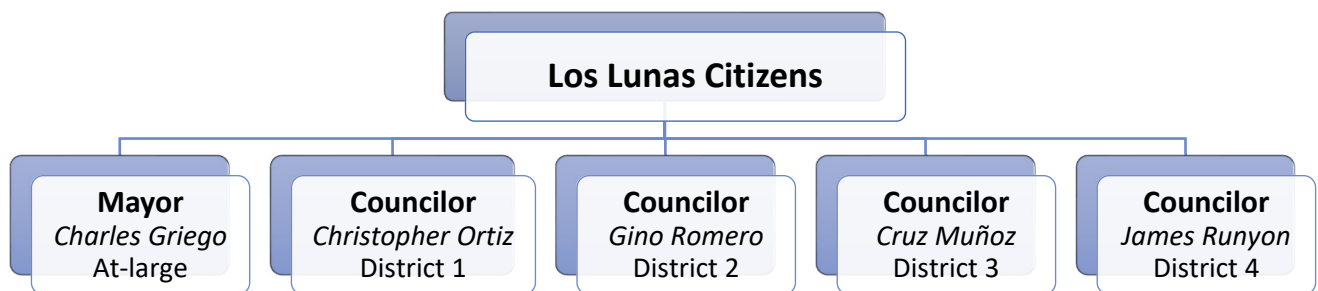 Los Lunas Citizens
Mayor
Charles Griego
At-large
Councilor
Christopher Ortiz
District 1
Councilor
Gino Romero
District 2
Councilor
Cruz Muñoz
District 3
Councilor
James Runyon
District 4